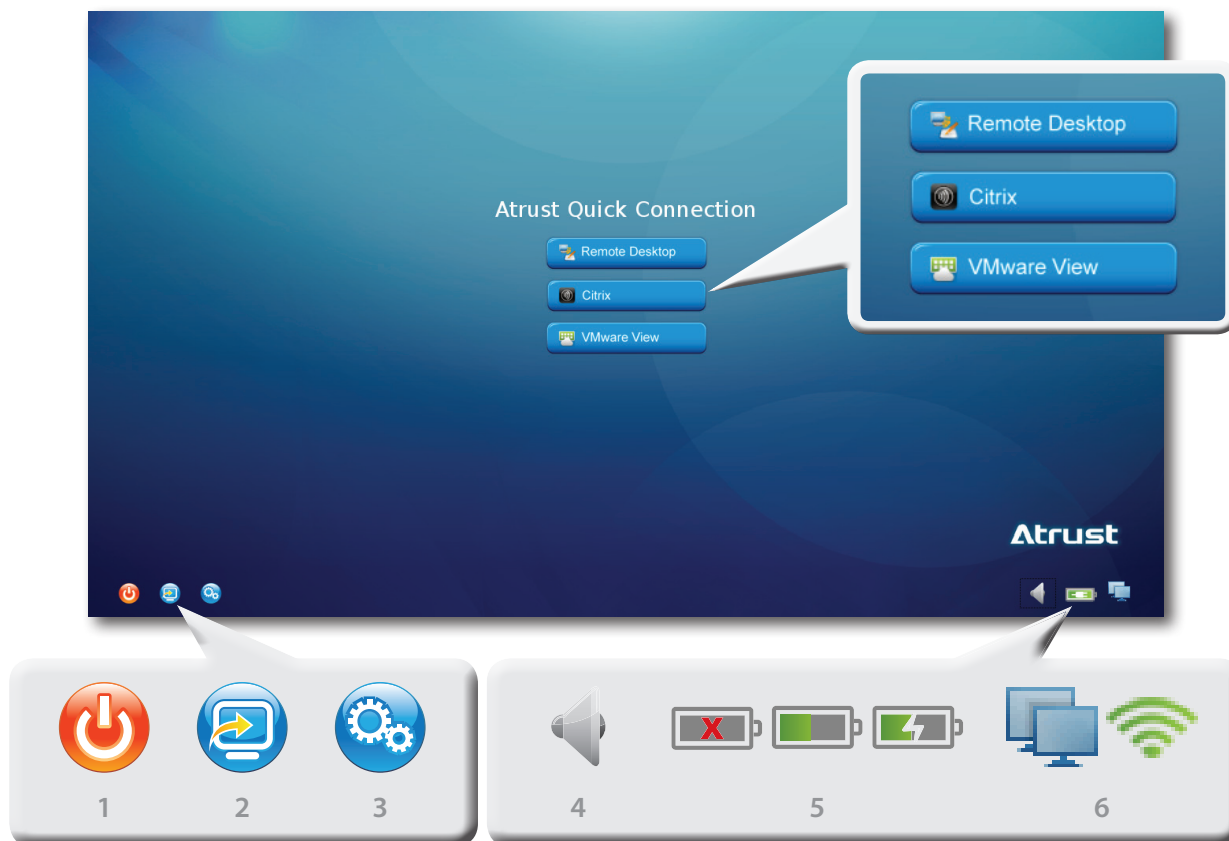 Atrust Quick Connection
Remote Desktop
Citrix
VMware View
Remote Desktop
Citrix
VMware View
Atrust
1
2
3
4
X
5
6